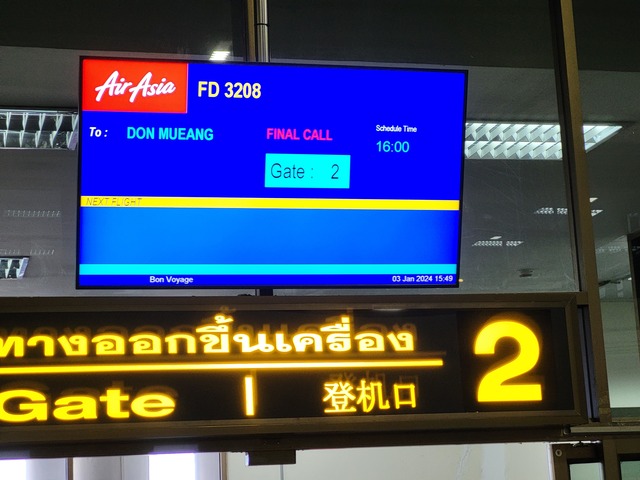 AirAsia FD 3208
To : DON MUEANG FINAL CALL Schedule Time
16:00
Gate : 2
NEXT FLIGHT
Bon Voyage 03 Jan 2024 15:49
ทางออกขึ้นเครื่อง 2
Gate 登机口